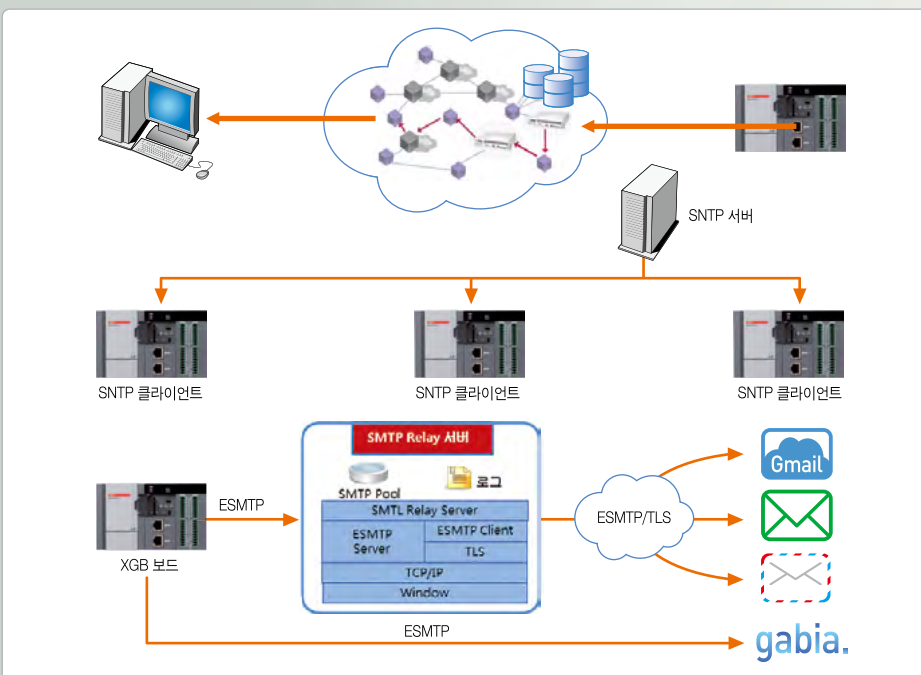 SNTP 서버
SNTP 클라이언트
SNTP 클라이언트
SNTP 클라이언트
SMTP Relay 서버
SMTP Pool
로그
SMTL Relay Server
ESMTP Server
ESMTP Client
TLS
TCP/IP
Window
ESMTP
XGB 보드
ESMTP/TLS
Gmail
ESMTP
gabia.